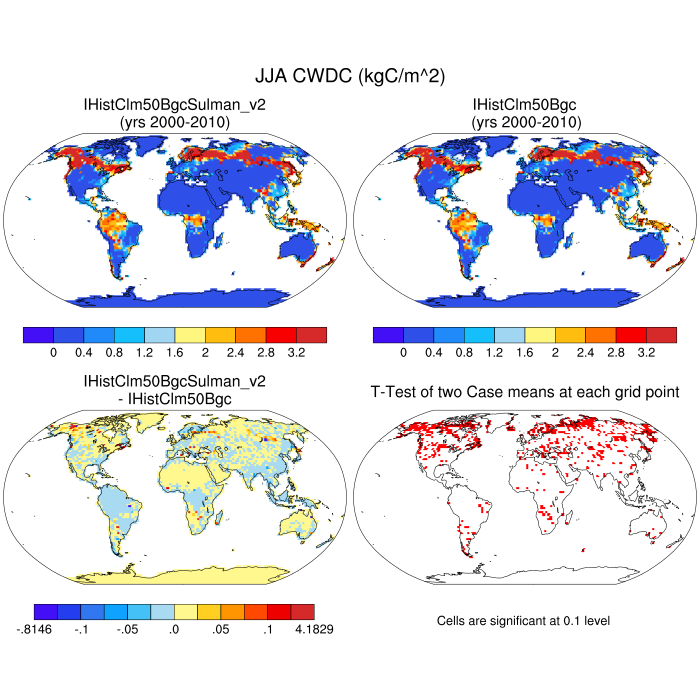 JJA CWDC (kgC/m^2)
IHistClm50BgcSulman_v2
(yrs 2000-2010)
IHistClm50Bgc
(yrs 2000-2010)
0 0.4 0.8 1.2 1.6 2 2.4 2.8 3.2
0 0.4 0.8 1.2 1.6 2 2.4 2.8 3.2
IHistClm50BgcSulman_v2
- IHistClm50Bgc
T-Test of two Case means at each grid point
-.8146 -.1 -.05 .0 .05 .1 4.1829
Cells are significant at 0.1 level